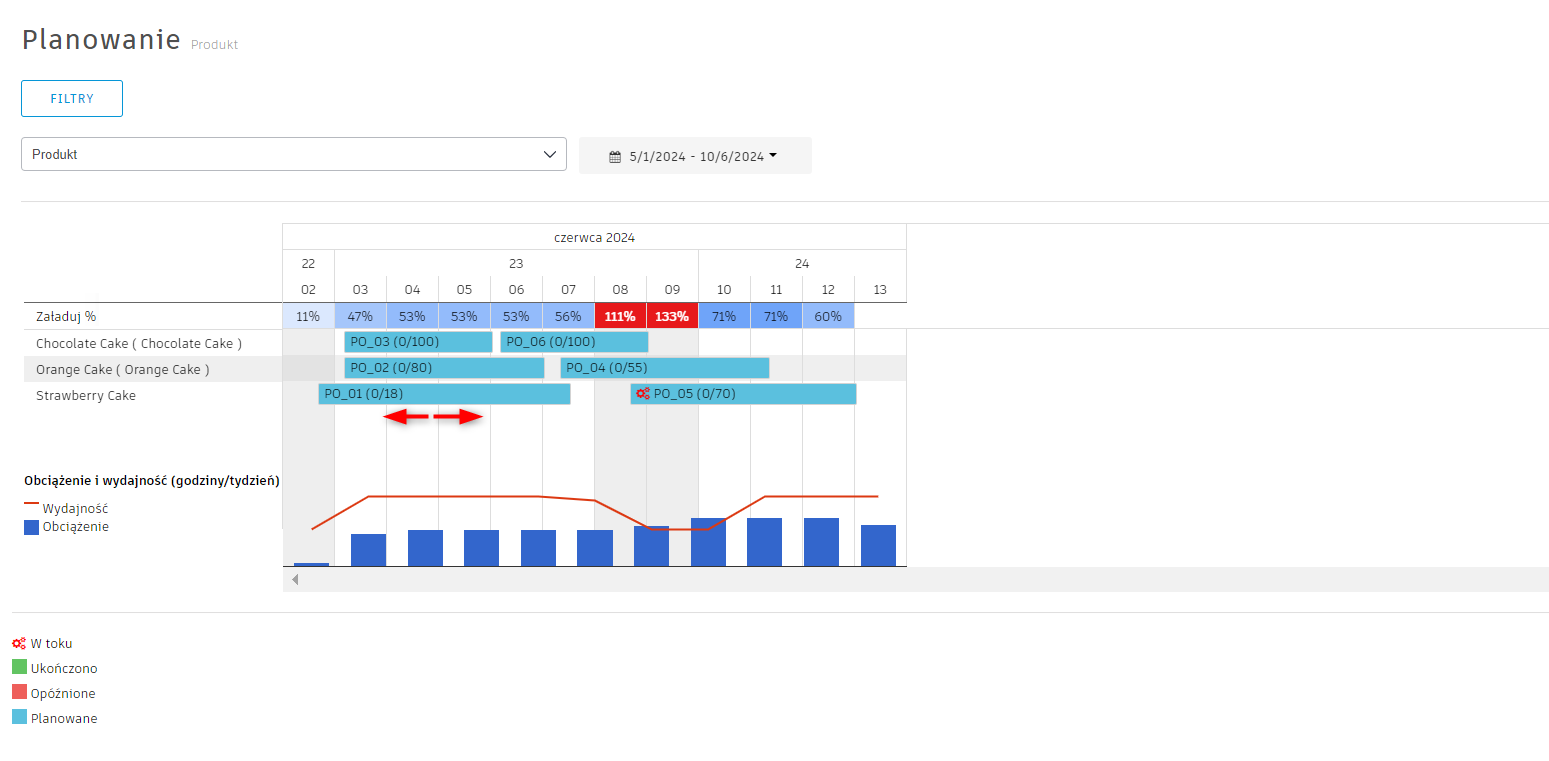 Planowanie Produkt
FILTRY
Produkt
5/1/2024 - 10/6/2024
czerwca 2024
22 23 24
02 03 04 05 06 07 08 09 10 11 12 13
Załaduj % 11% 47% 53% 53% 53% 56% 111% 133% 71% 71% 60%
Chocolate Cake ( Chocolate Cake ) PO_03 (0/100) PO_06 (0/100)
Orange Cake ( Orange Cake ) PO_02 (0/80) PO_04 (0/55)
Strawberry Cake PO_01 (0/18) PO_05 (0/70)
Obciążenie i wydajność (godziny/tydzień)
Wydajność
Obciążenie
W toku
Ukończono
Opóźnione
Planowane